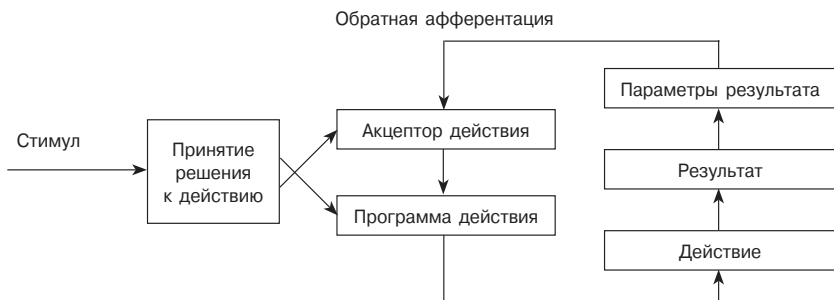 Обратная афферентация
Стимул
Принятие
решения
к действию
Акцептор действия
Программа действия
Параметры результата
Результат
Действие